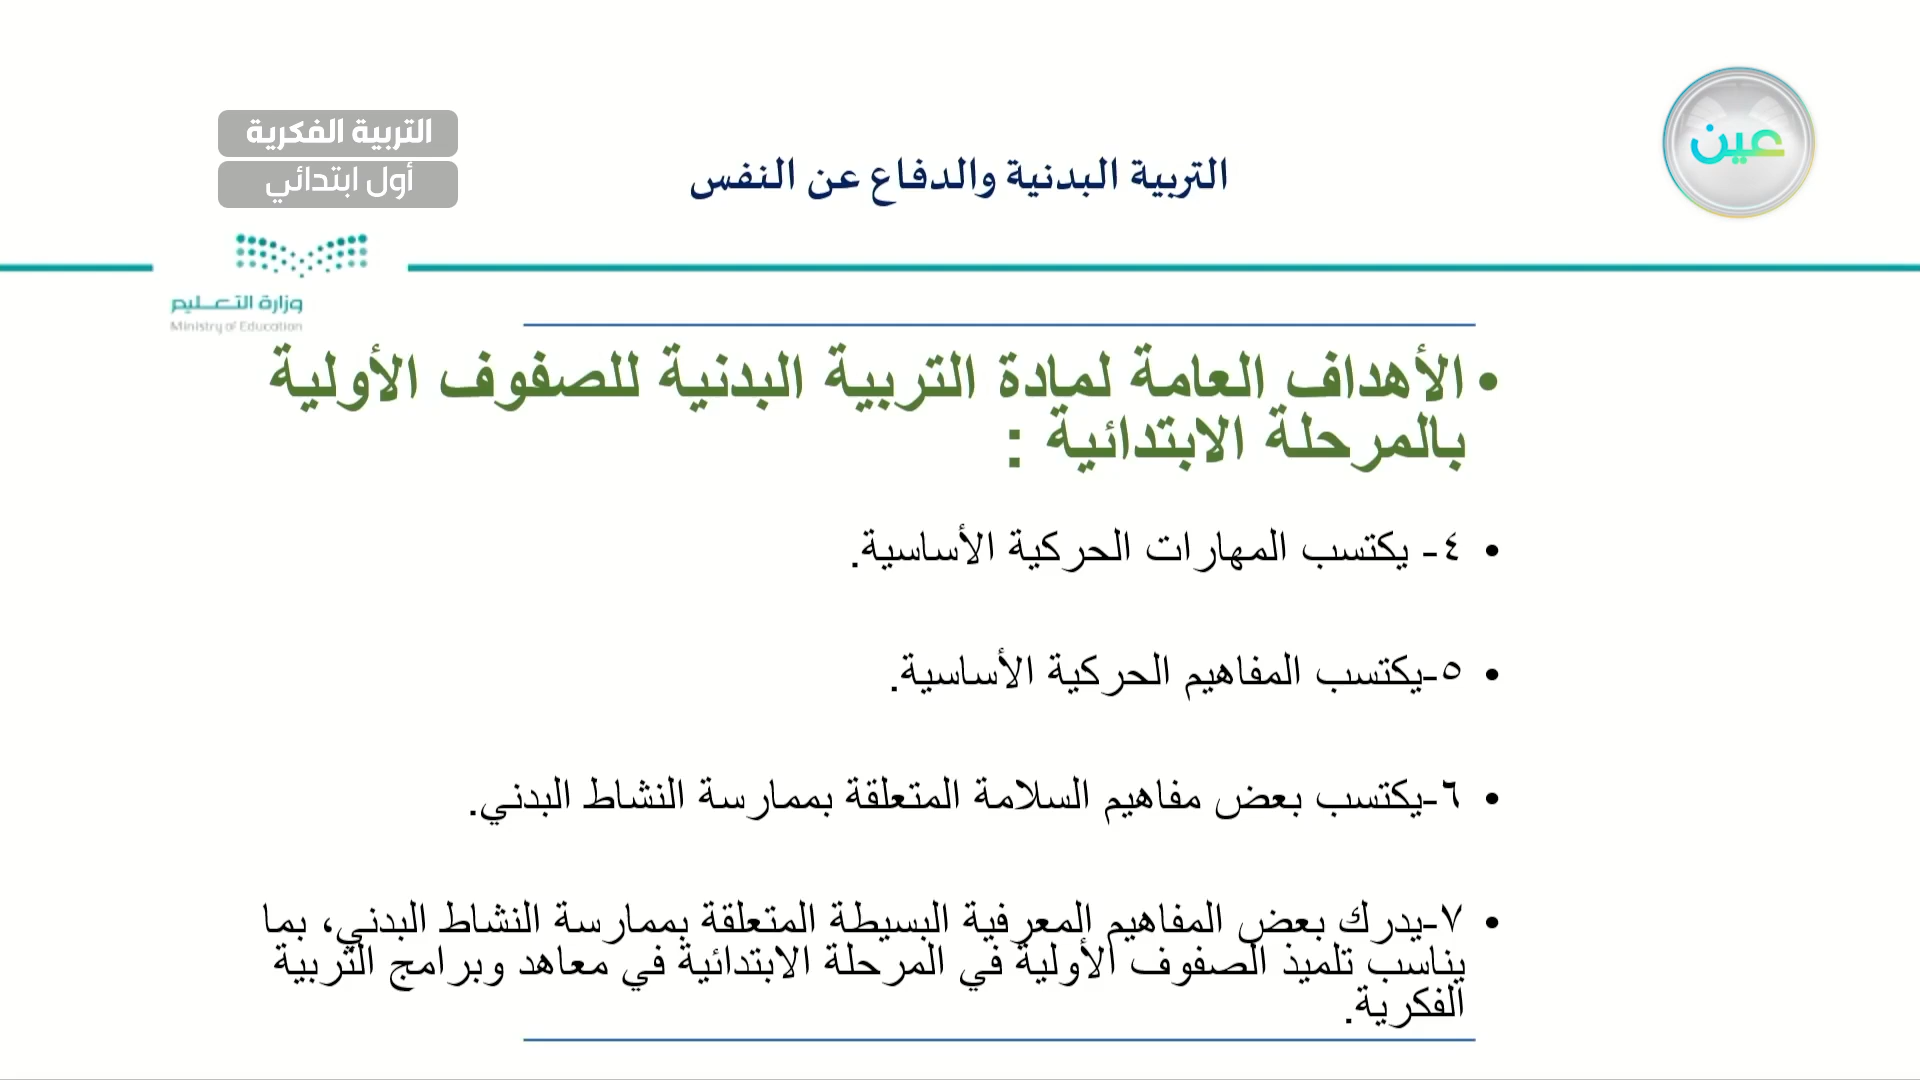 عين
التربية الفكرية
أول ابتدائي
التربية البدنية والدفاع عن النفس
وزارة التعليم
Ministry of Education
• الأهداف العامة لمادة التربية البدنية للصفوف الأولية
بالمرحلة الابتدائية :
• ٤- يكتسب المهارات الحركية الأساسية.
• ٥-يكتسب المفاهيم الحركية الأساسية.
• ٦-يكتسب بعض مفاهيم السلامة المتعلقة بممارسة النشاط البدني.
• ٧-يدرك بعض المفاهيم المعرفية البسيطة المتعلقة بممارسة النشاط البدني، بما
يناسب تلميذ الصفوف الأولية في المرحلة الابتدائية في معاهد وبرامج التربية
الفكرية.